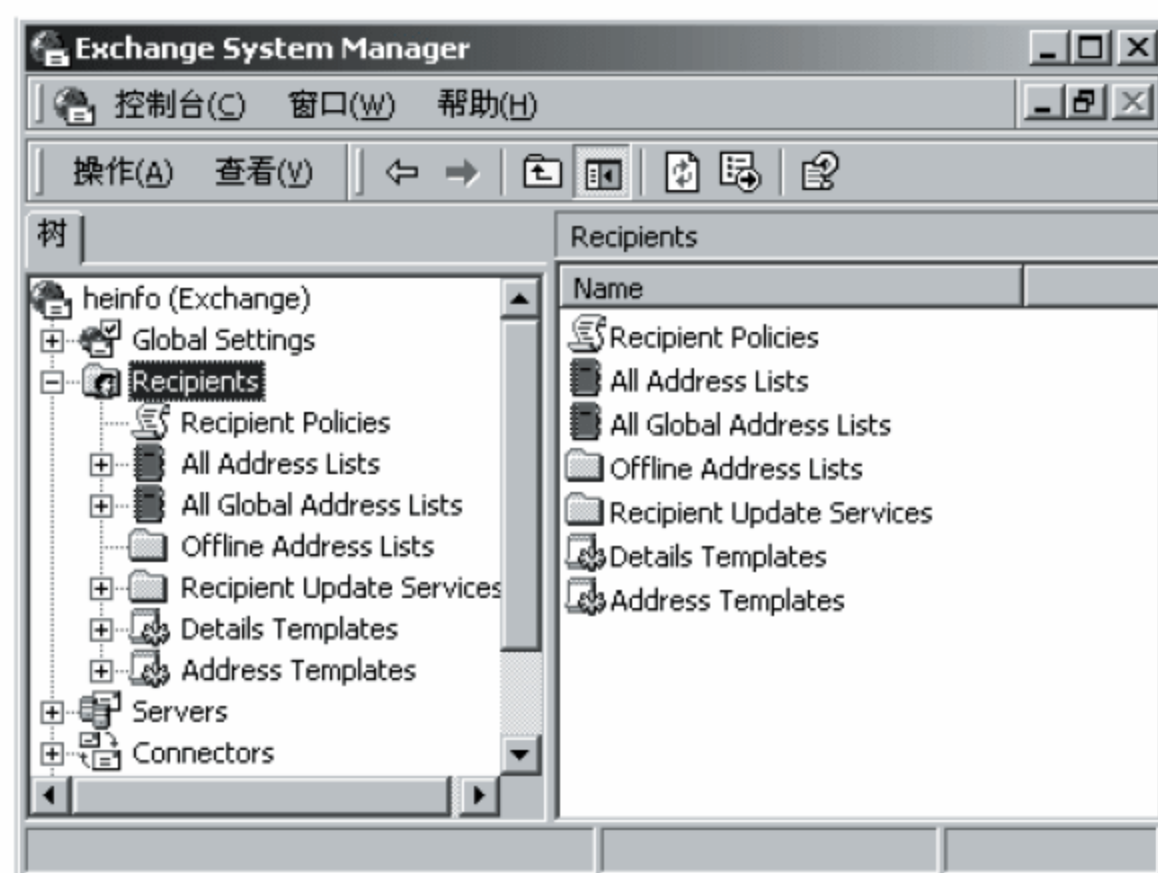 Exchange System Manager
控制台(C) 窗口(W) 帮助(H)
操作(A) 查看(V)
树
heinfo (Exchange)
Global Settings
Recipients
Recipient Policies
All Address Lists
All Global Address Lists
Offline Address Lists
Recipient Update Services
Details Templates
Address Templates
Servers
Connectors
Recipients
Name
Recipient Policies
All Address Lists
All Global Address Lists
Offline Address Lists
Recipient Update Services
Details Templates
Address Templates